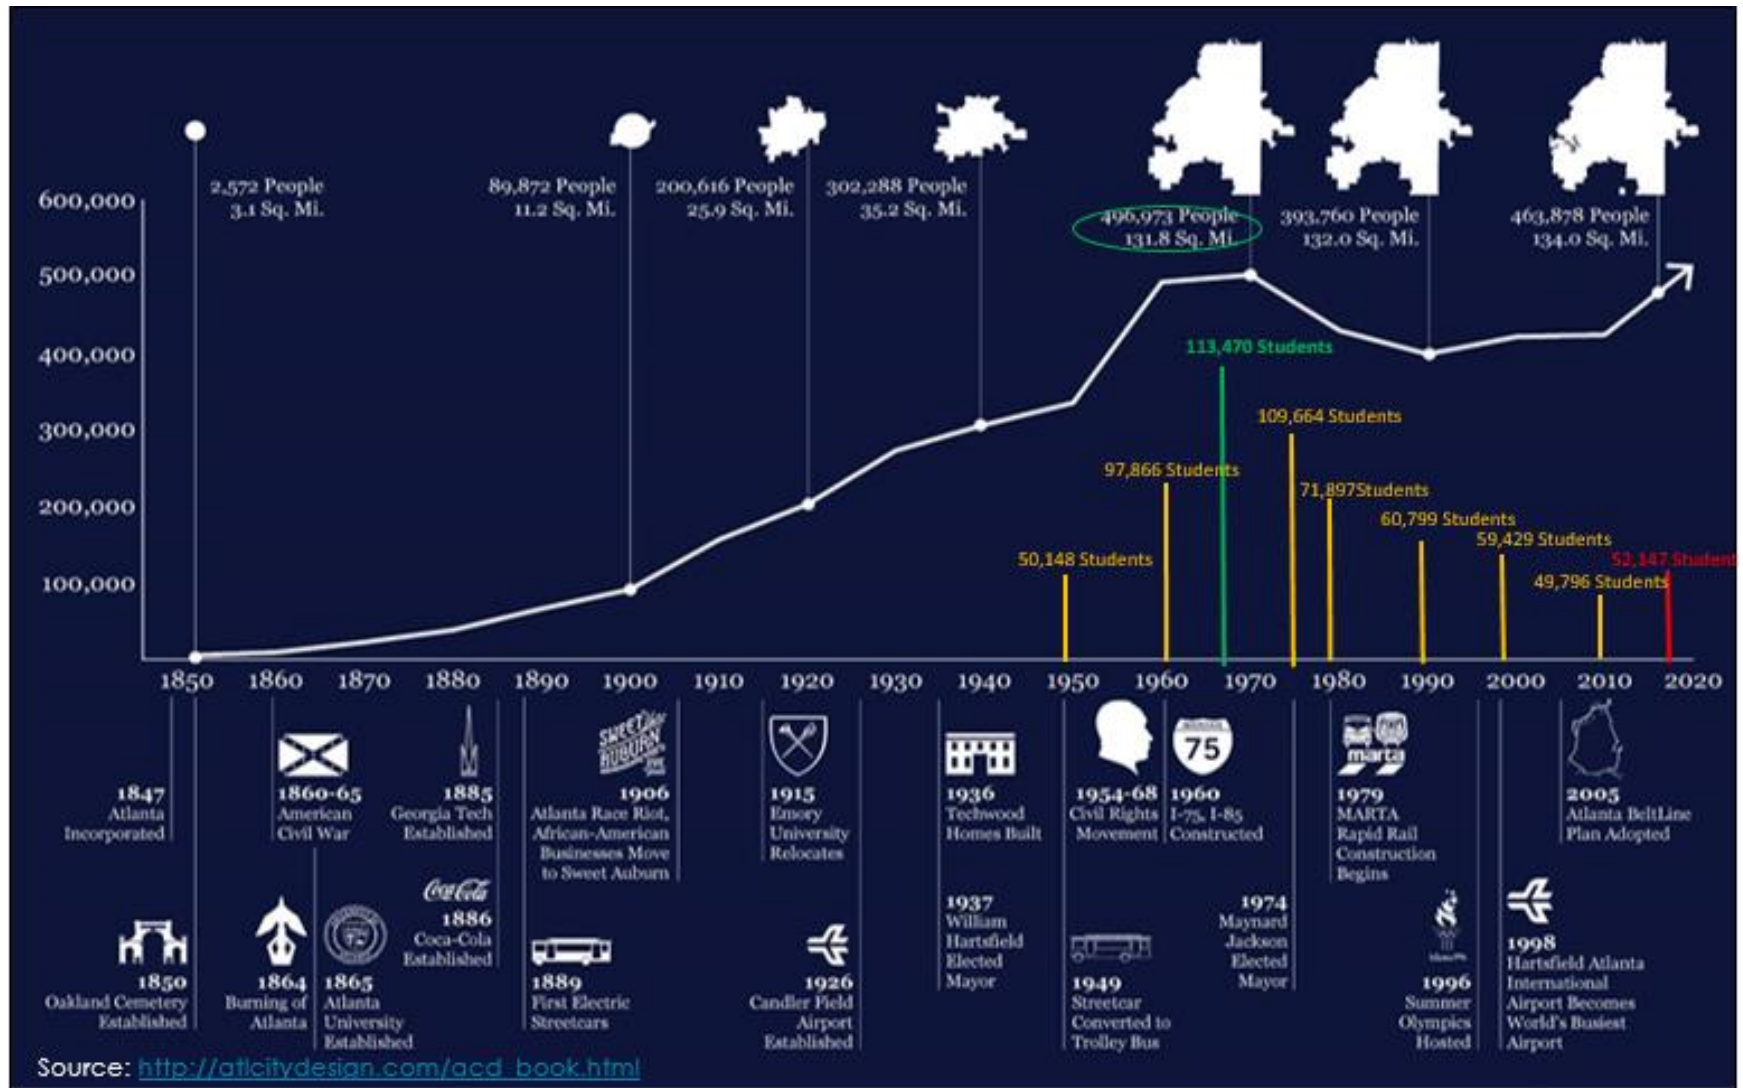 2,572 People
3.1 Sq. Mi.
89,872 People
11.2 Sq. Mi.
200,616 People
25.9 Sq. Mi.
302,288 People
35.2 Sq. Mi.
496,973 People
131.8 Sq. Mi.
393,760 People
132.0 Sq. Mi.
463,878 People
134.0 Sq. Mi.
600,000
500,000
400,000
300,000
200,000
100,000
113,470 Students
109,664 Students
97,866 Students
71,897Students
60,799 Students
59,429 Students
50,148 Students
52,147 Student
49,796 Students
1850 1860 1870 1880 1890 1900 1910 1920 1930 1940 1950 1960 1970 1980 1990 2000 2010 2020
1847
Atlanta
Incorporated
1850
Oakland Cemetery
Established
1860-65
American
Civil War
1864
Burning of
Atlanta
1865
Atlanta
University
Established
1885
Georgia Tech
Established
Coca-Cola
1886
Coca-Cola
Established
1889
First Electric
Streetcars
SWEET
AUBURN
1906
Atlanta Race Riot,
African-American
Businesses Move
to Sweet Auburn
1915
Emory
University
Relocates
1926
Candler Field
Airport
Established
1936
Techwood
Homes Built
1937
William
Hartsfield
Elected
Mayor
1954-68
Civil Rights
Movement
1949
Streetcar
Converted to
Trolley Bus
75
1960
I-75, I-85
Constructed
1974
Maynard
Jackson
Elected
Mayor
marta
1979
MARTA
Rapid Rail
Construction
Begins
1996
Summer
Olympics
Hosted
1998
Hartsfield Atlanta
International
Airport Becomes
World's Busiest
Airport
2005
Atlanta BeltLine
Plan Adopted
Source: http://atlcitydesign.com/acd_book.html